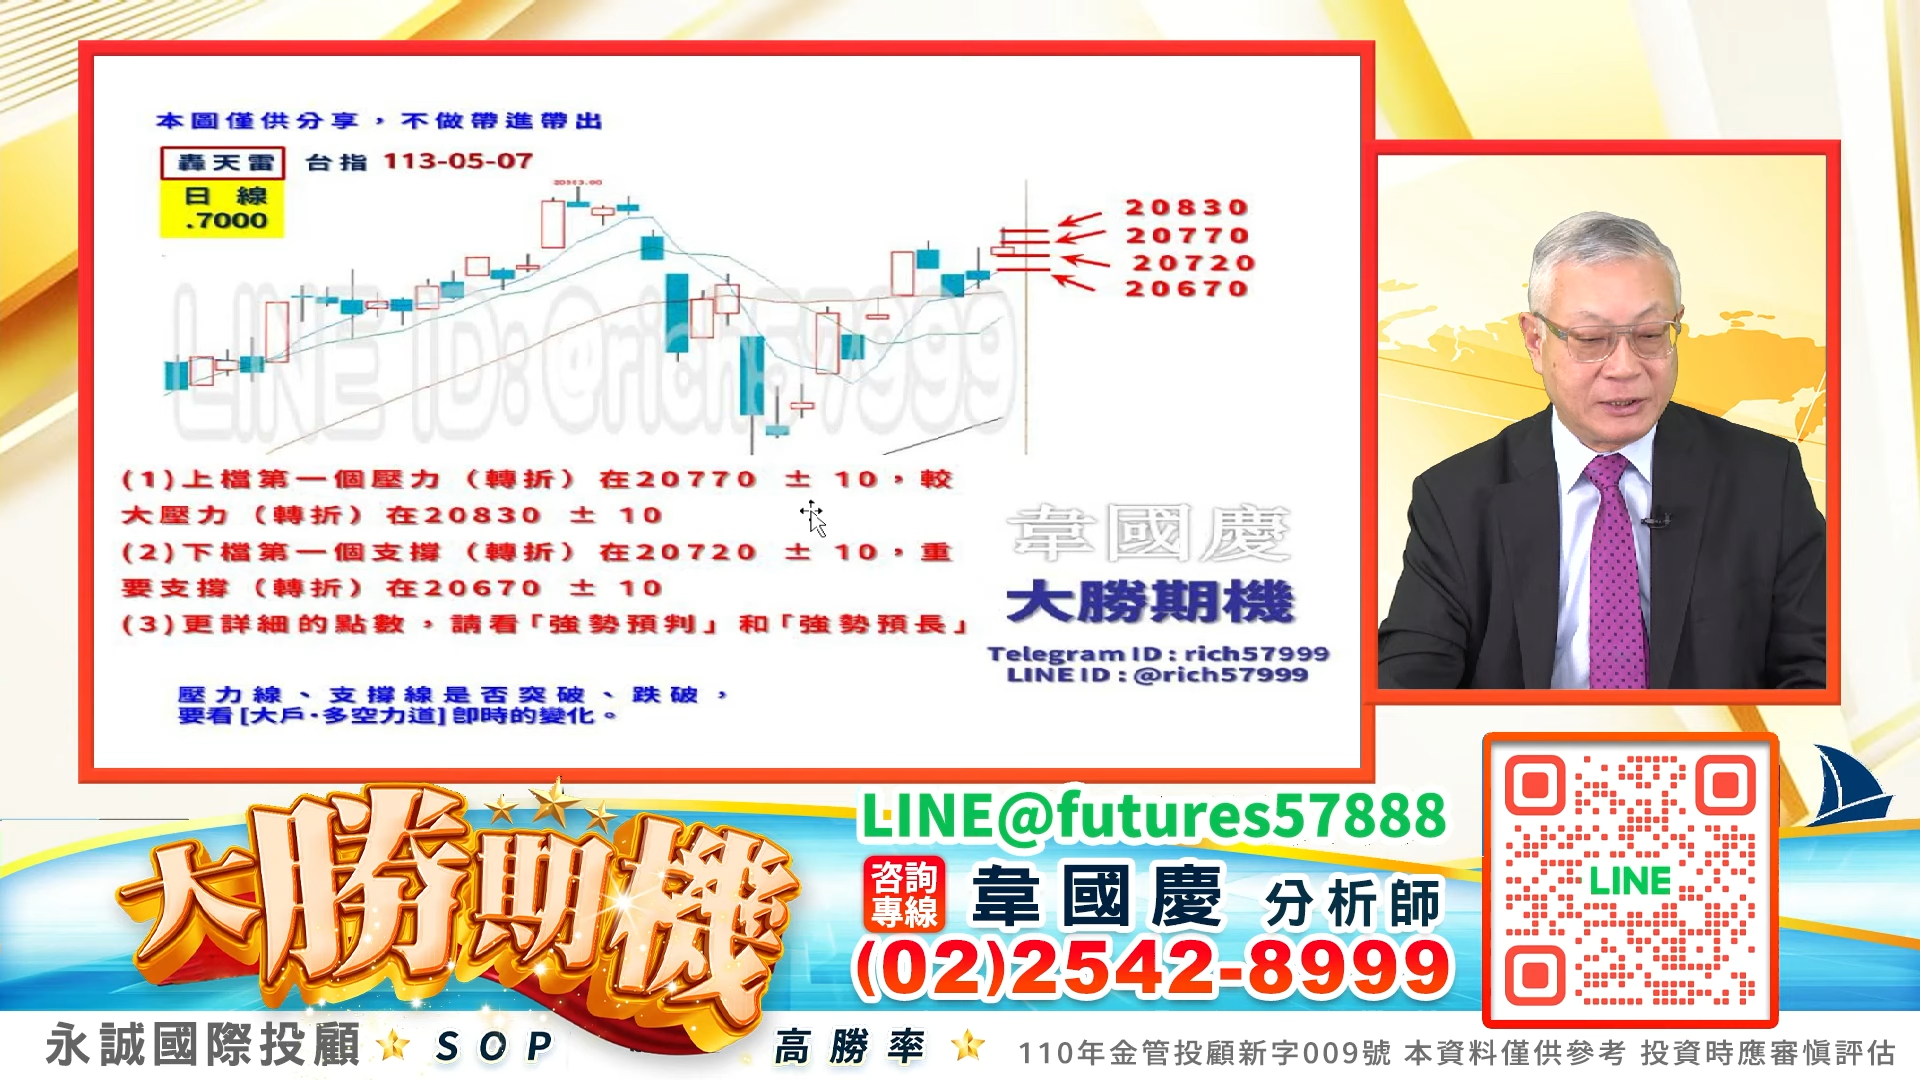 本圖僅供分享，不做帶進帶出
轟天雷 台指 113-05-07
日線
.7000
20830
20770
20720
20670
LINE ID:@rich57999
(1)上檔第一個壓力（轉折）在20770 ± 10，較
大壓力（轉折）在20830 ± 10
(2)下檔第一個支撐（轉折）在20720 ± 10，重
要支撐（轉折）在20670 ± 10
(3)更詳細的點數，請看「強勢預判」和「強勢預長」
壓力線、支撐線是否突破、跌破，
要看[大戶·多空力道]即時的變化。
韋國慶
大勝期機
Telegram ID : rich57999
LINE ID : @rich57999
大勝期機
LINE@futures57888
咨詢
專線
韋國慶 分析師
(02)2542-8999
LINE
永誠國際投顧 SOP 高勝率 110年金管投顧新字009號 本資料僅供參考 投資時應審慎評估